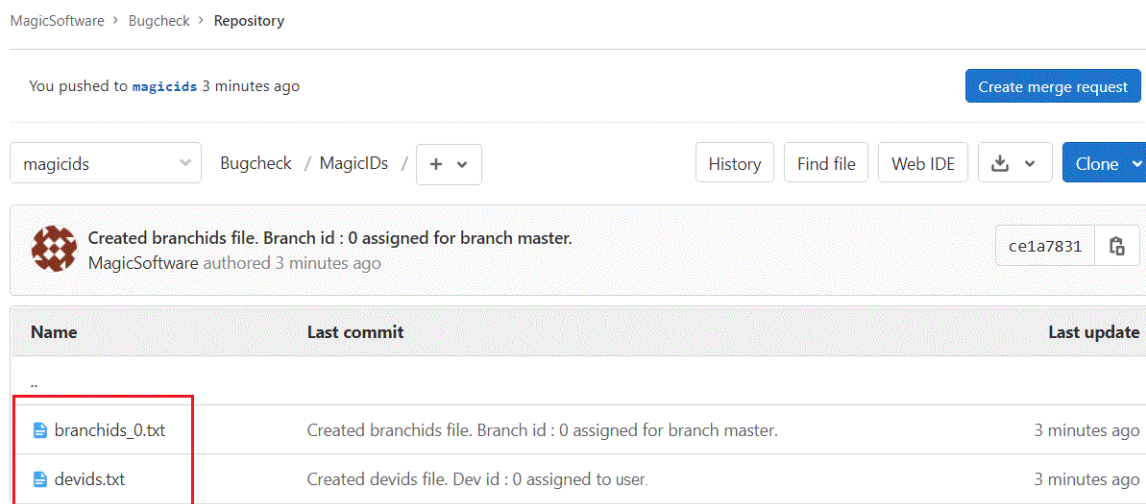 MagicSoftware > Bugcheck > Repository
You pushed to magicids 3 minutes ago
Create merge request
magicids
Bugcheck / MagicIDs / +
History
Find file
Web IDE
Clone
Created branchids file. Branch id : 0 assigned for branch master.
MagicSoftware authored 3 minutes ago
ce1a7831
Name Last commit Last update
..
branchids_0.txt Created branchids file. Branch id : 0 assigned for branch master. 3 minutes ago
devids.txt Created devids file. Dev id : 0 assigned to user. 3 minutes ago